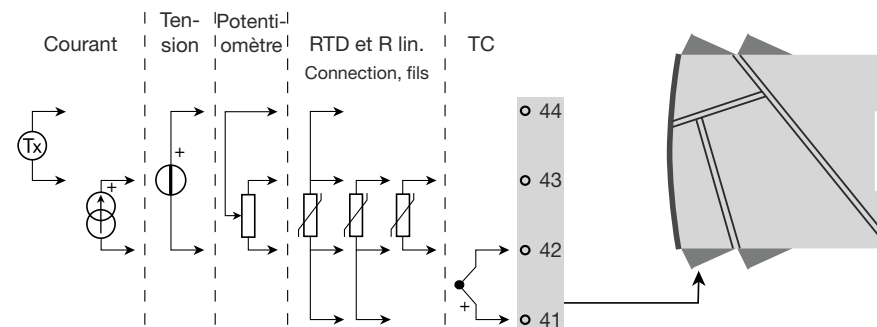 Courant
Ten-
sion
Potenti-
omètre
RTD et R lin.
Connection, fils
TC
Tx
+
+
+
44
43
42
41